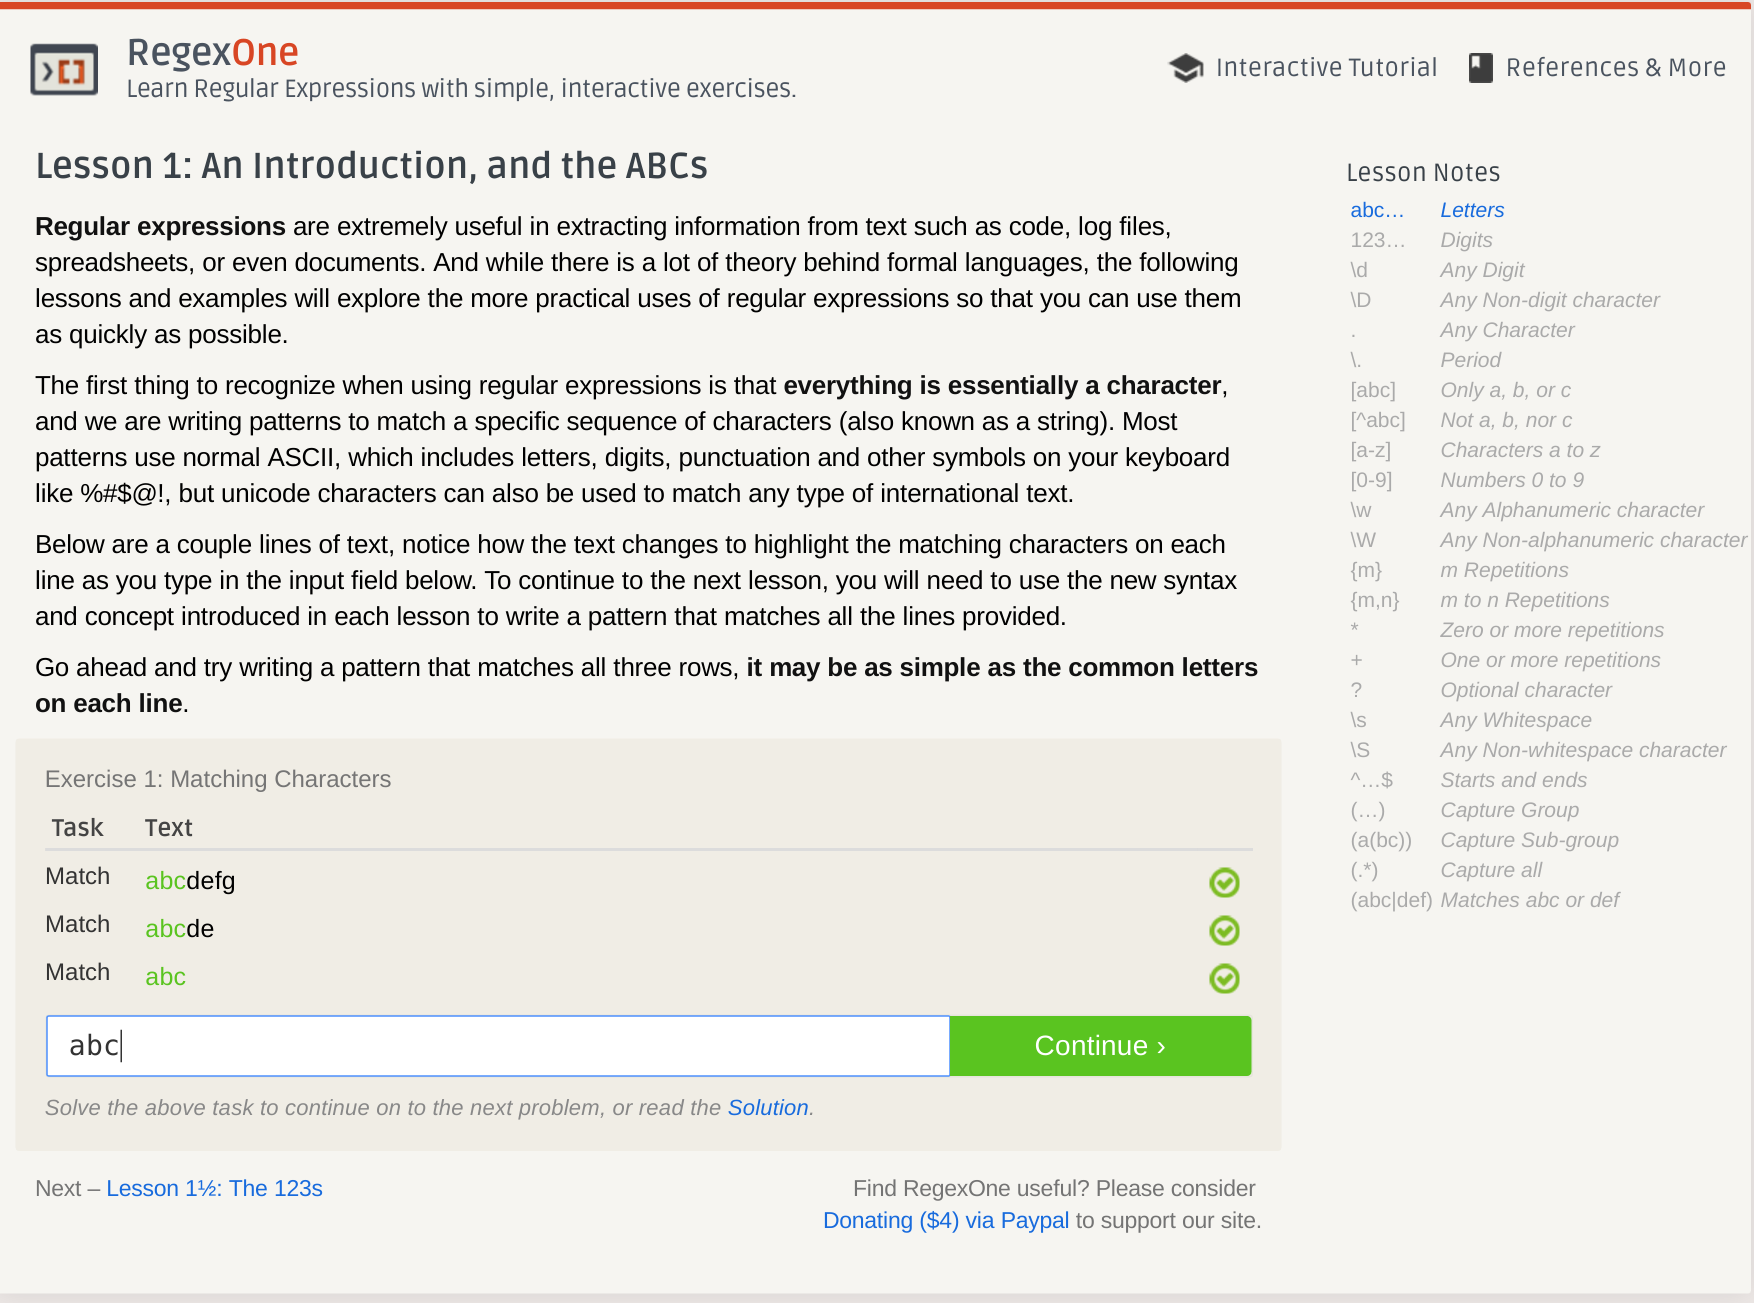 RegexOne
Learn Regular Expressions with simple, interactive exercises.
Interactive Tutorial
References & More
Lesson 1: An Introduction, and the ABCs
Regular expressions are extremely useful in extracting information from text such as code, log files,
spreadsheets, or even documents. And while there is a lot of theory behind formal languages, the following
lessons and examples will explore the more practical uses of regular expressions so that you can use them
as quickly as possible.
The first thing to recognize when using regular expressions is that everything is essentially a character,
and we are writing patterns to match a specific sequence of characters (also known as a string). Most
patterns use normal ASCII, which includes letters, digits, punctuation and other symbols on your keyboard
like %#$@!, but unicode characters can also be used to match any type of international text.
Below are a couple lines of text, notice how the text changes to highlight the matching characters on each
line as you type in the input field below. To continue to the next lesson, you will need to use the new syntax
and concept introduced in each lesson to write a pattern that matches all the lines provided.
Go ahead and try writing a pattern that matches all three rows, it may be as simple as the common letters
on each line.
Exercise 1: Matching Characters
Task Text
Match abcdefg
Match abcde
Match abc
abc
Continue ›
Solve the above task to continue on to the next problem, or read the Solution.
Next – Lesson 1½: The 123s
Find RegexOne useful? Please consider
Donating ($4) via Paypal to support our site.
Lesson Notes
abc… Letters
123… Digits
\d Any Digit
\D Any Non-digit character
. Any Character
\. Period
[abc] Only a, b, or c
[^abc] Not a, b, nor c
[a-z] Characters a to z
[0-9] Numbers 0 to 9
\w Any Alphanumeric character
\W Any Non-alphanumeric character
{m} m Repetitions
{m,n} m to n Repetitions
* Zero or more repetitions
+ One or more repetitions
? Optional character
\s Any Whitespace
\S Any Non-whitespace character
^…$ Starts and ends
(…) Capture Group
(a(bc)) Capture Sub-group
(.*) Capture all
(abc|def) Matches abc or def